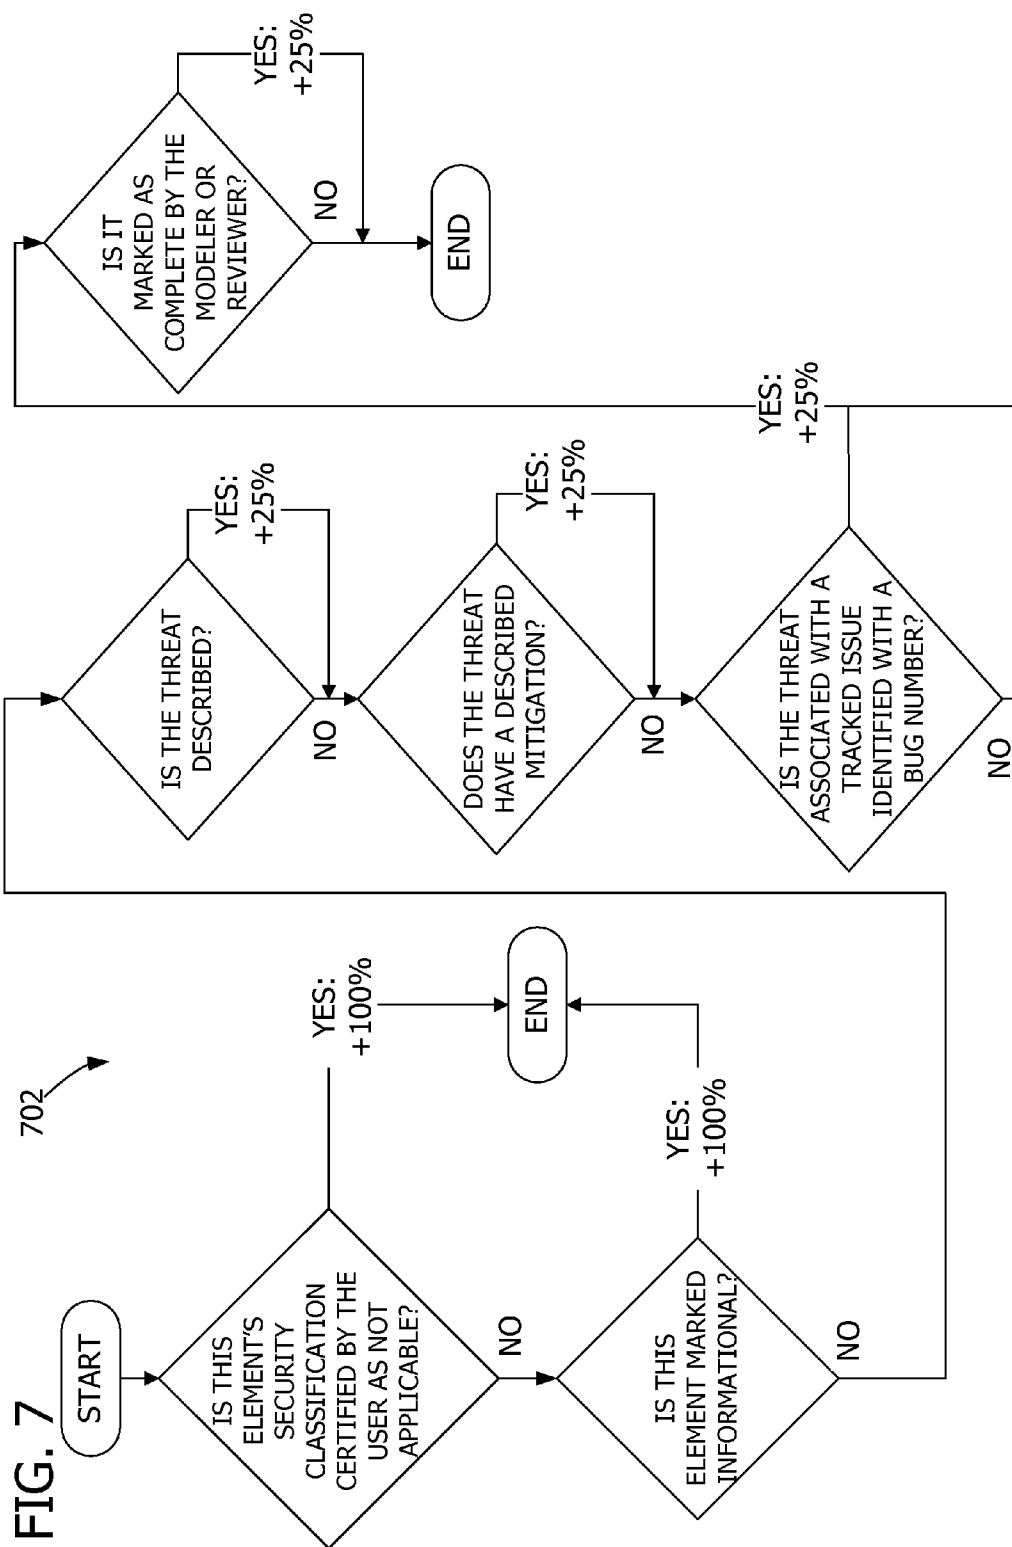 FIG. 7
702
START
IS THIS
ELEMENT'S
SECURITY
CLASSIFICATION
CERTIFIED BY THE
USER AS NOT
APPLICABLE?
YES:
+100%
NO
IS THIS
ELEMENT MARKED
INFORMATIONAL?
YES:
+100%
END
NO
IS THE THREAT
DESCRIBED?
YES:
+25%
NO
DOES THE THREAT
HAVE A DESCRIBED
MITIGATION?
YES:
+25%
NO
IS THE THREAT
ASSOCIATED WITH A
TRACKED ISSUE
IDENTIFIED WITH A
BUG NUMBER?
YES:
+25%
NO
IS IT
MARKED AS
COMPLETE BY THE
MODELER OR
REVIEWER?
YES:
+25%
NO
END